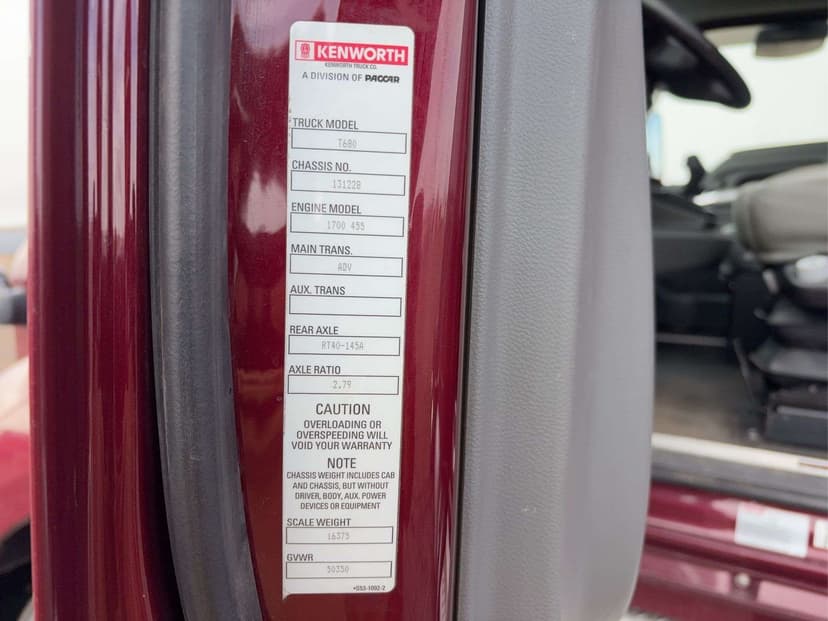 KENWORTH
KENWORTH TRUCK CO.
A DIVISION OF PACCAR
TRUCK MODEL
T680
CHASSIS NO.
131228
ENGINE MODEL
1700 455
MAIN TRANS.
ADV
AUX. TRANS
REAR AXLE
RT40-145A
AXLE RATIO
2.79
CAUTION
OVERLOADING OR
OVERSPEEDING WILL
VOID YOUR WARRANTY
NOTE
CHASSIS WEIGHT INCLUDES CAB
AND CHASSIS, BUT WITHOUT
DRIVER, BODY, AUX. POWER
DEVICES OR EQUIPMENT
SCALE WEIGHT
16375
GVWR
50350
•S53-1092-2